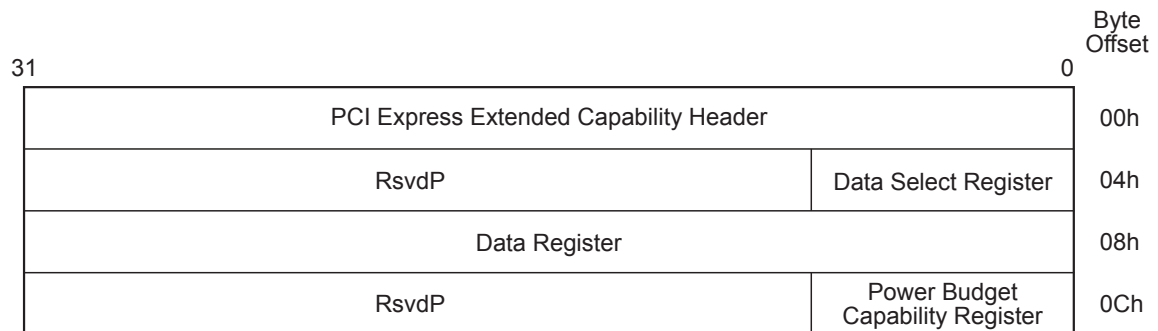 Byte
Offset
31 0
PCI Express Extended Capability Header 00h
RsvdP Data Select Register 04h
Data Register 08h
RsvdP Power Budget
Capability Register 0Ch